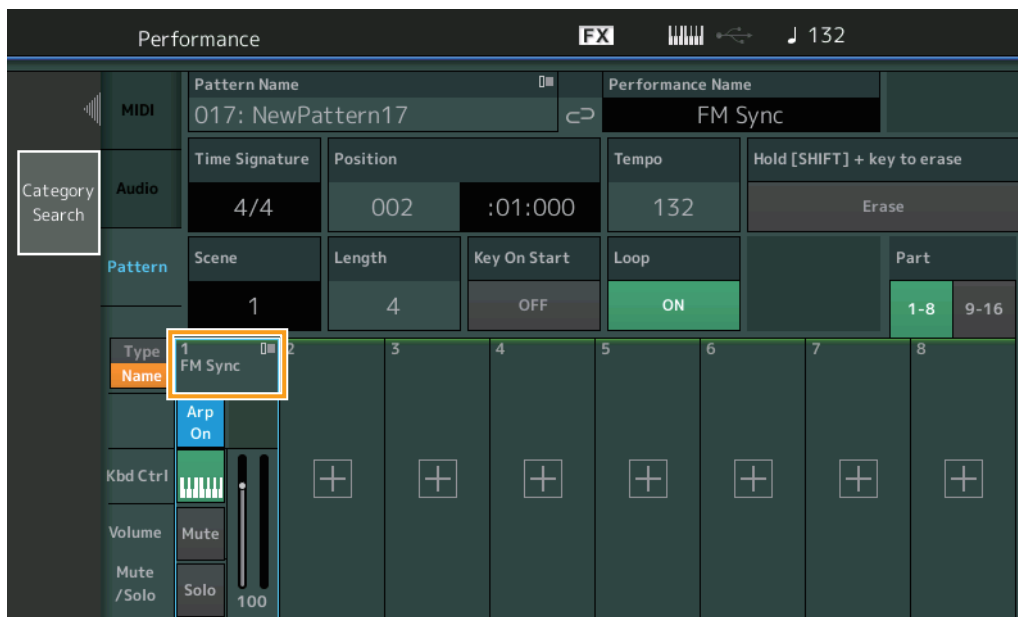 Performance
FX
132
Pattern Name
017: NewPattern17
Performance Name
FM Sync
MIDI
Audio
Pattern
Category
Search
Time Signature
4/4
Position
002
:01:000
Tempo
132
Hold [SHIFT] + key to erase
Erase
Scene
1
Length
4
Key On Start
OFF
Loop
ON
Part
1-8
9-16
Type
Name
1
FM Sync
2
3
4
5
6
7
8
Arp
On
Kbd Ctrl
Volume
Mute
Mute
/Solo
Solo
100